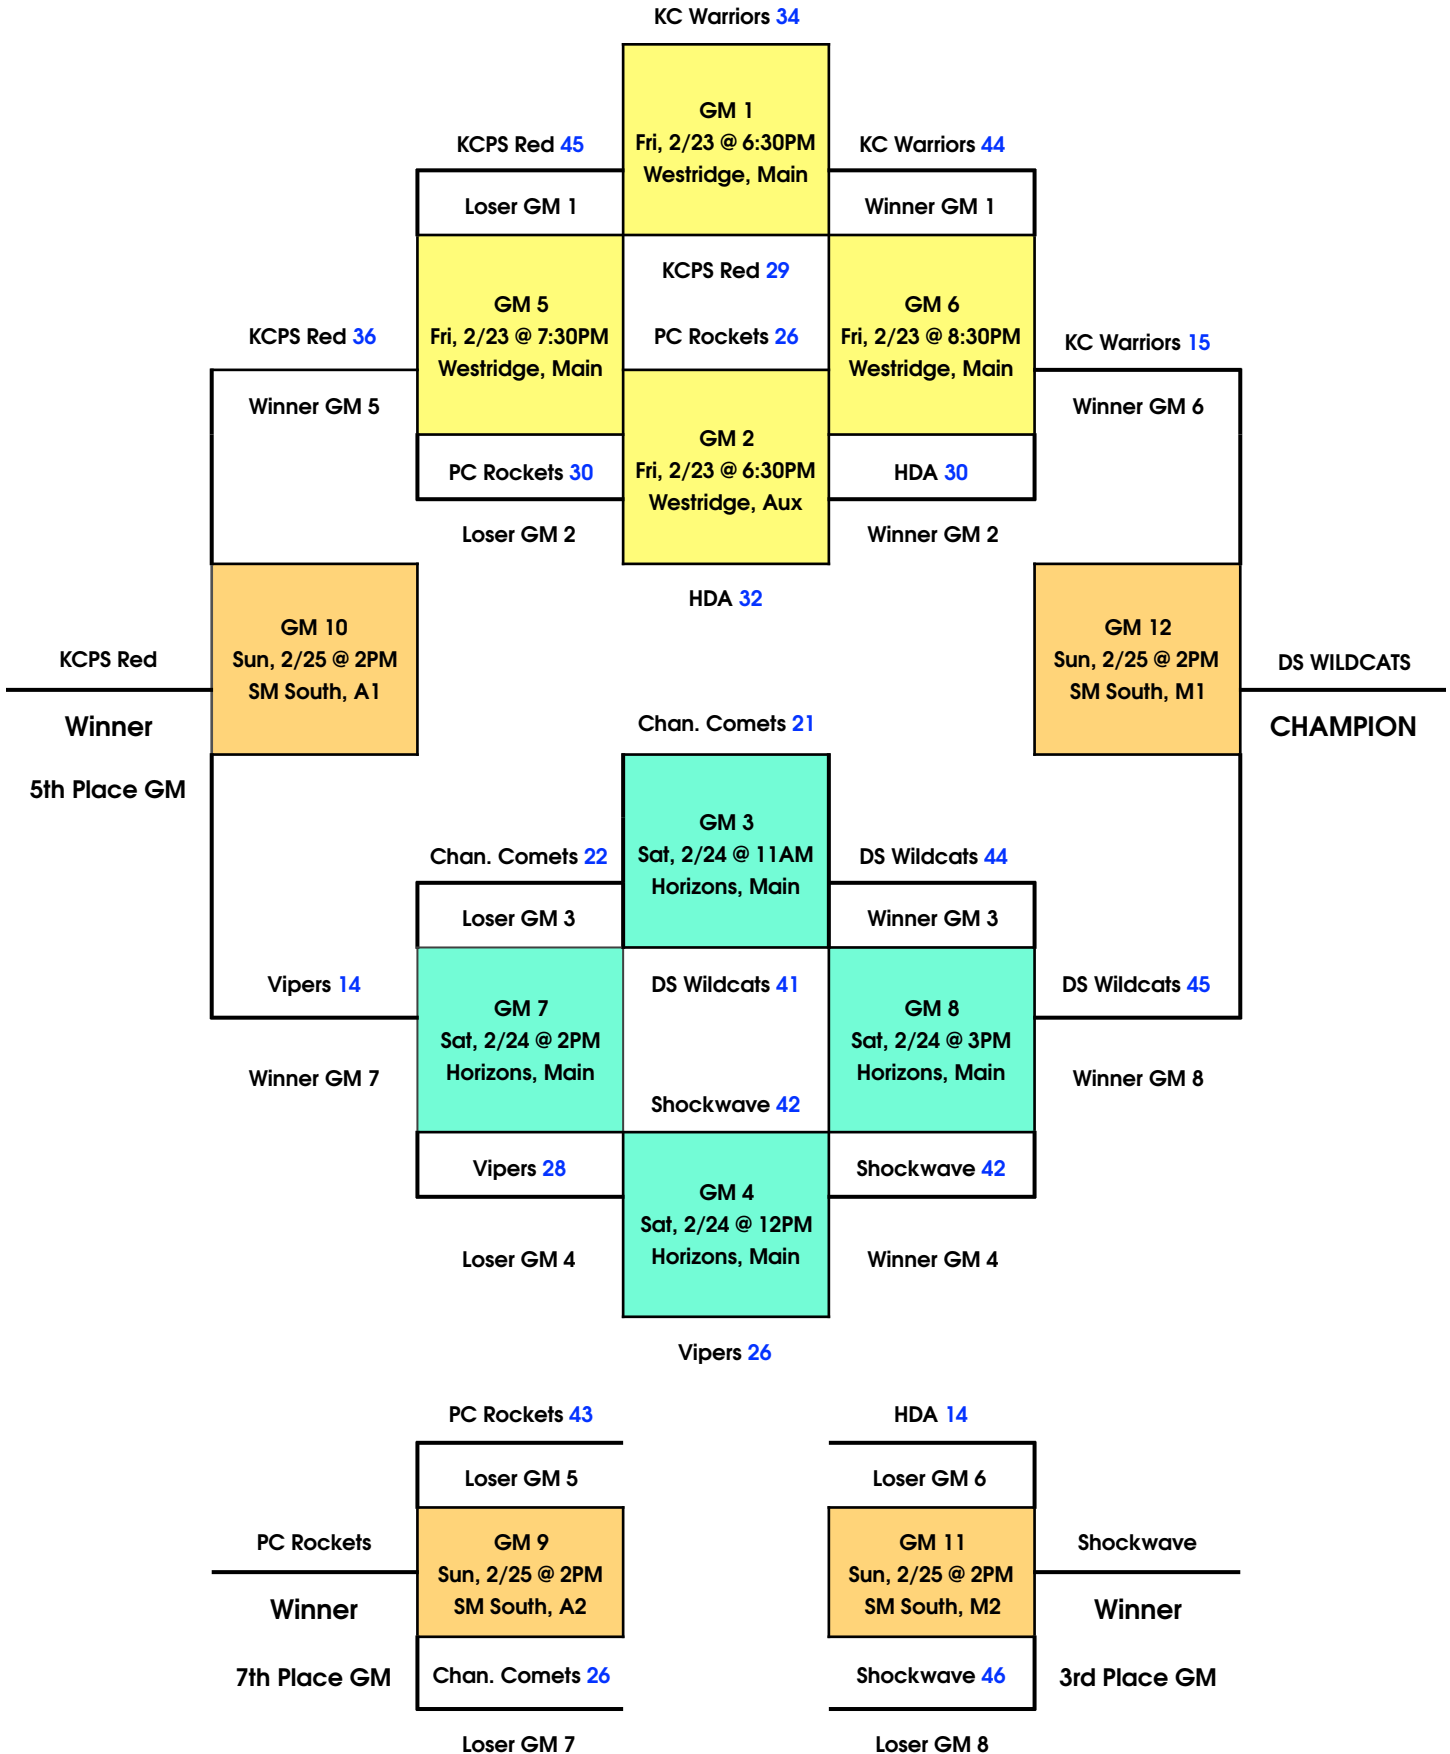 KC Warriors 34
GM 1
Fri, 2/23 @ 6:30PM
Westridge, Main
KCPS Red 45
KC Warriors 44
Loser GM 1
Winner GM 1
KCPS Red 29
GM 5
Fri, 2/23 @ 7:30PM
Westridge, Main
GM 6
Fri, 2/23 @ 8:30PM
Westridge, Main
KCPS Red 36
PC Rockets 26
KC Warriors 15
Winner GM 5
Winner GM 6
GM 2
Fri, 2/23 @ 6:30PM
Westridge, Aux
PC Rockets 30
HDA 30
Loser GM 2
Winner GM 2
HDA 32
GM 10
Sun, 2/25 @ 2PM
SM South, A1
GM 12
Sun, 2/25 @ 2PM
SM South, M1
KCPS Red
DS WILDCATS
Winner
CHAMPION
5th Place GM
Chan. Comets 21
GM 3
Sat, 2/24 @ 11AM
Horizons, Main
Chan. Comets 22
DS Wildcats 44
Loser GM 3
Winner GM 3
Vipers 14
DS Wildcats 41
DS Wildcats 45
GM 7
Sat, 2/24 @ 2PM
Horizons, Main
GM 8
Sat, 2/24 @ 3PM
Horizons, Main
Winner GM 7
Winner GM 8
Shockwave 42
Vipers 28
Shockwave 42
GM 4
Sat, 2/24 @ 12PM
Horizons, Main
Loser GM 4
Winner GM 4
Vipers 26
PC Rockets 43
HDA 14
Loser GM 5
Loser GM 6
PC Rockets
GM 9
Sun, 2/25 @ 2PM
SM South, A2
GM 11
Sun, 2/25 @ 2PM
SM South, M2
Shockwave
Winner
Winner
7th Place GM
Chan. Comets 26
Shockwave 46
3rd Place GM
Loser GM 7
Loser GM 8